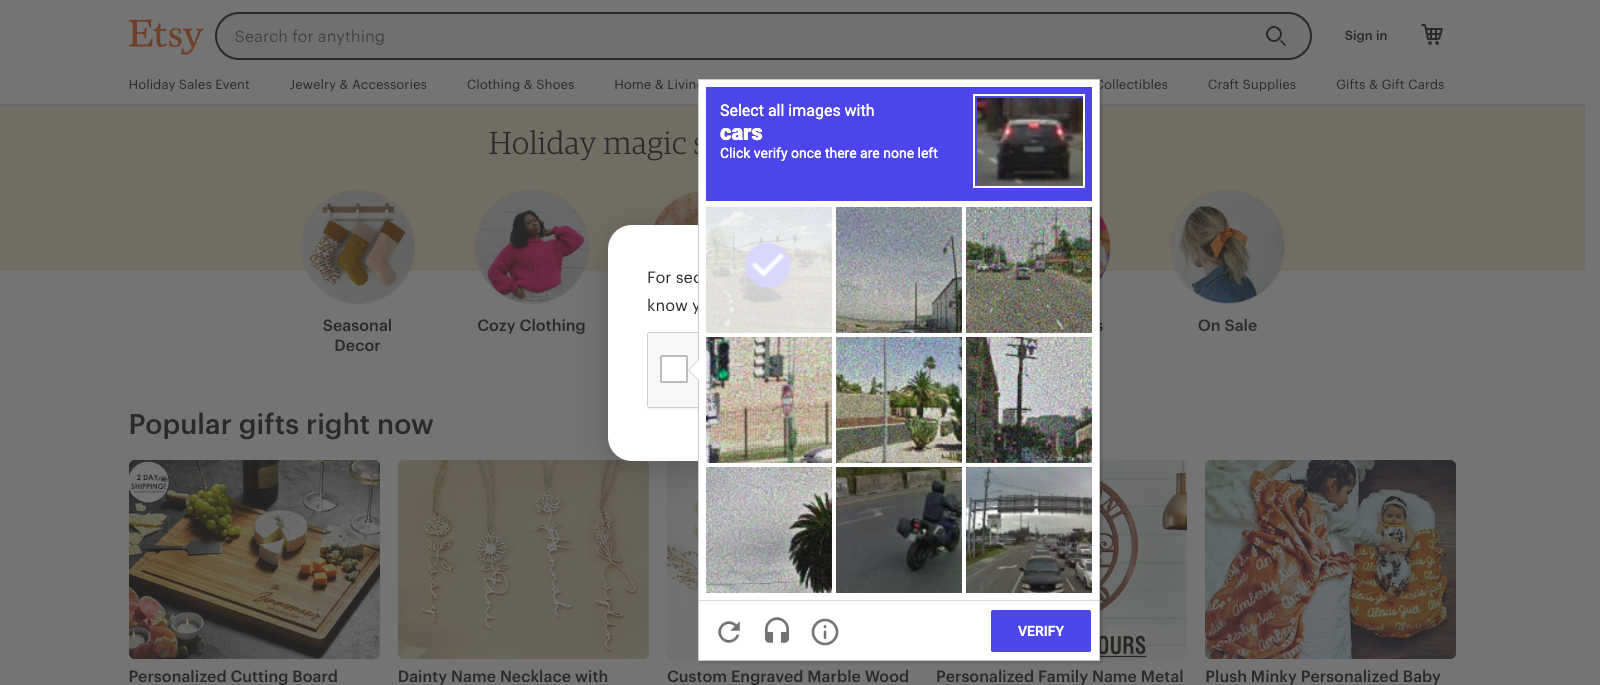 Etsy
Search for anything
Sign in
Holiday Sales Event
Jewelry & Accessories
Clothing & Shoes
Home & Livin
Collectibles
Craft Supplies
Gifts & Gift Cards
Holiday magic s
Select all images with
cars
Click verify once there are none left
Seasonal
Decor
Cozy Clothing
s
On Sale
For sec
know y
VERIFY
Popular gifts right now
2 DAY
SHIPPING!
OURS
Personalized Cutting Board
Dainty Name Necklace with
Custom Engraved Marble Wood
Personalized Family Name Metal
Plush Minky Personalized Baby